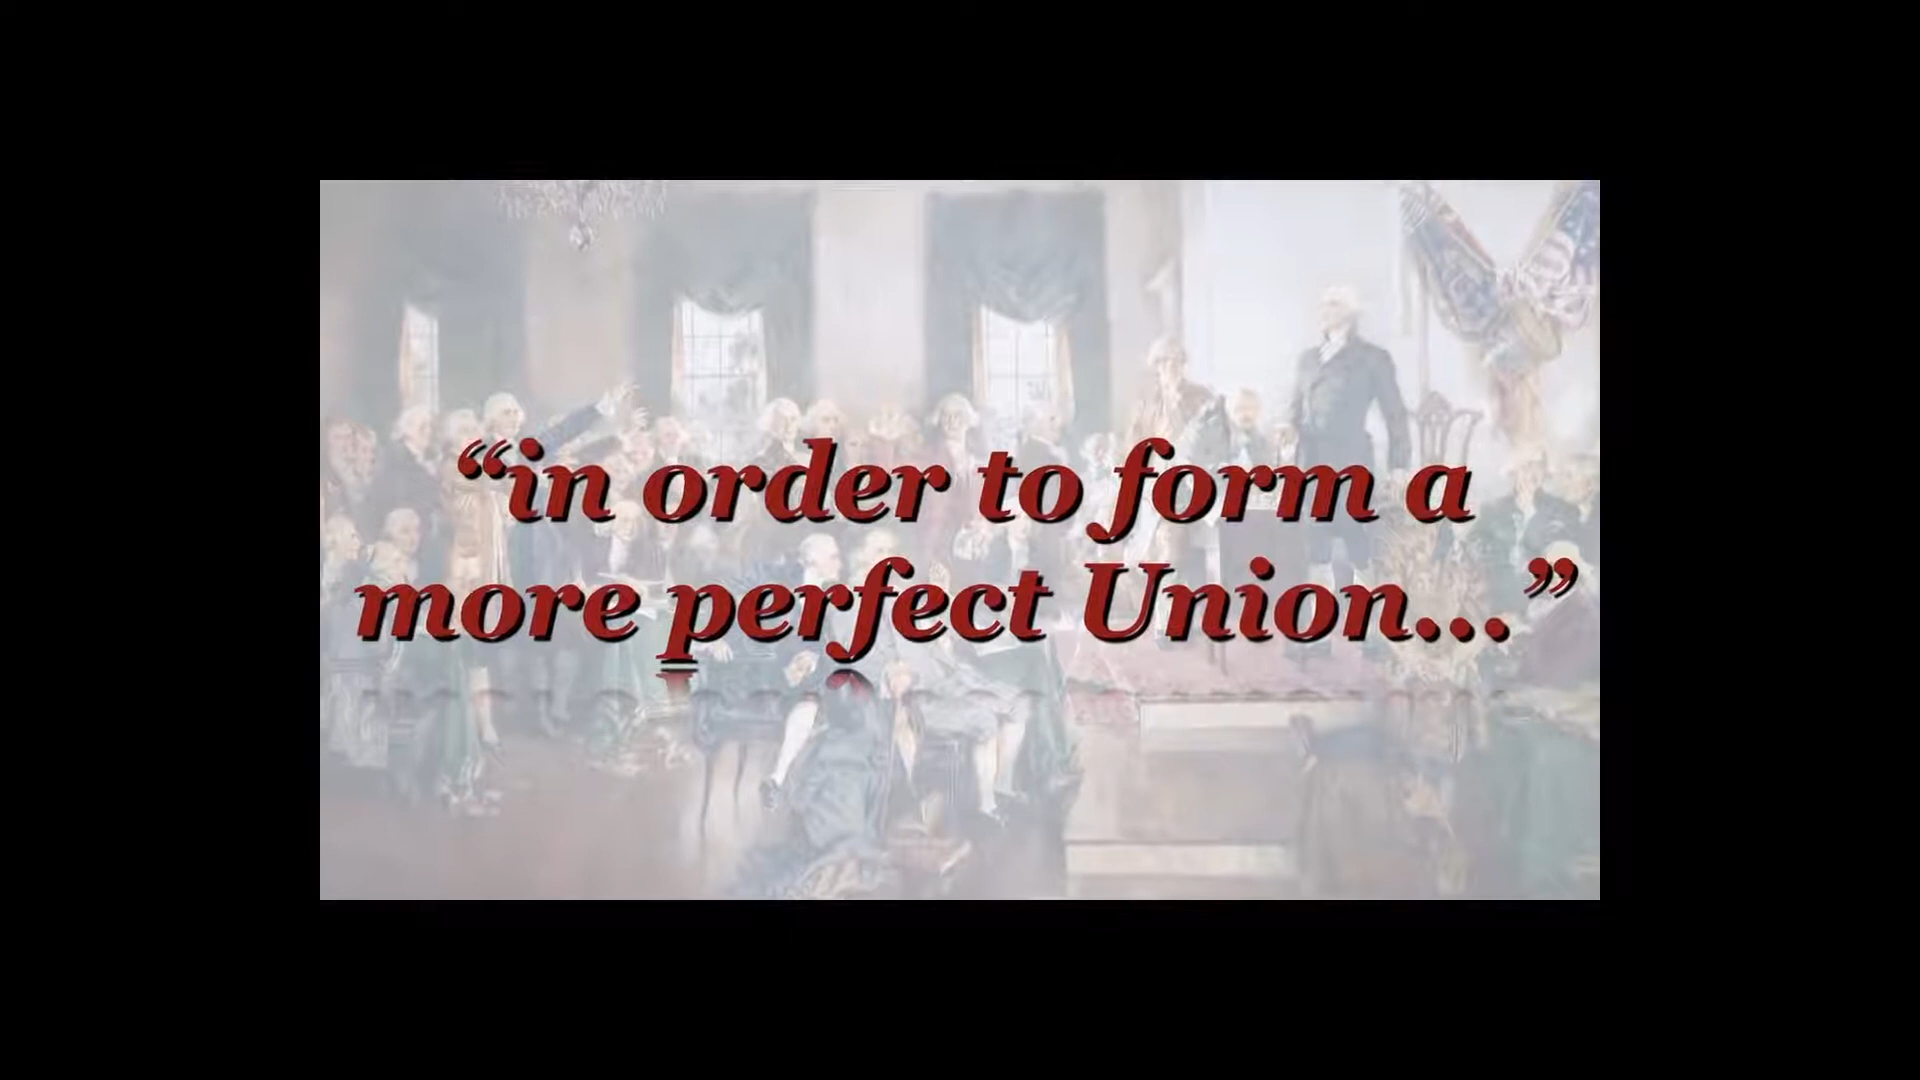 “in order to form a
more perfect Union...”